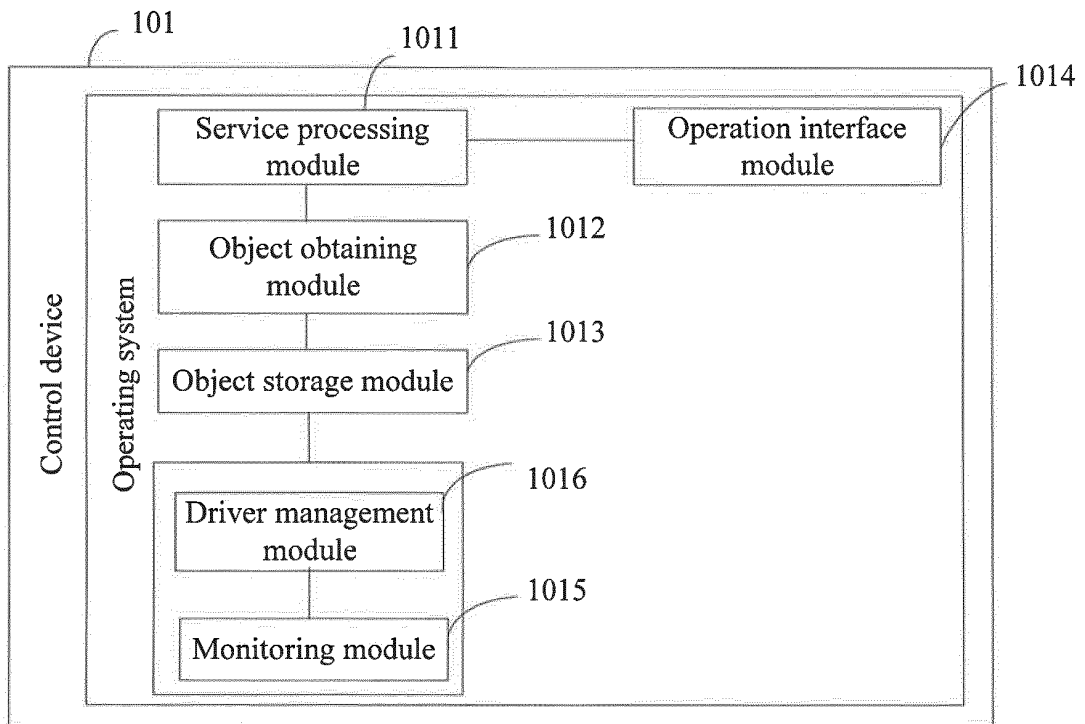 101
1011
1014
Service processing
module
Operation interface
module
1012
Object obtaining
module
1013
Object storage module
Control device
Operating system
1016
Driver management
module
1015
Monitoring module